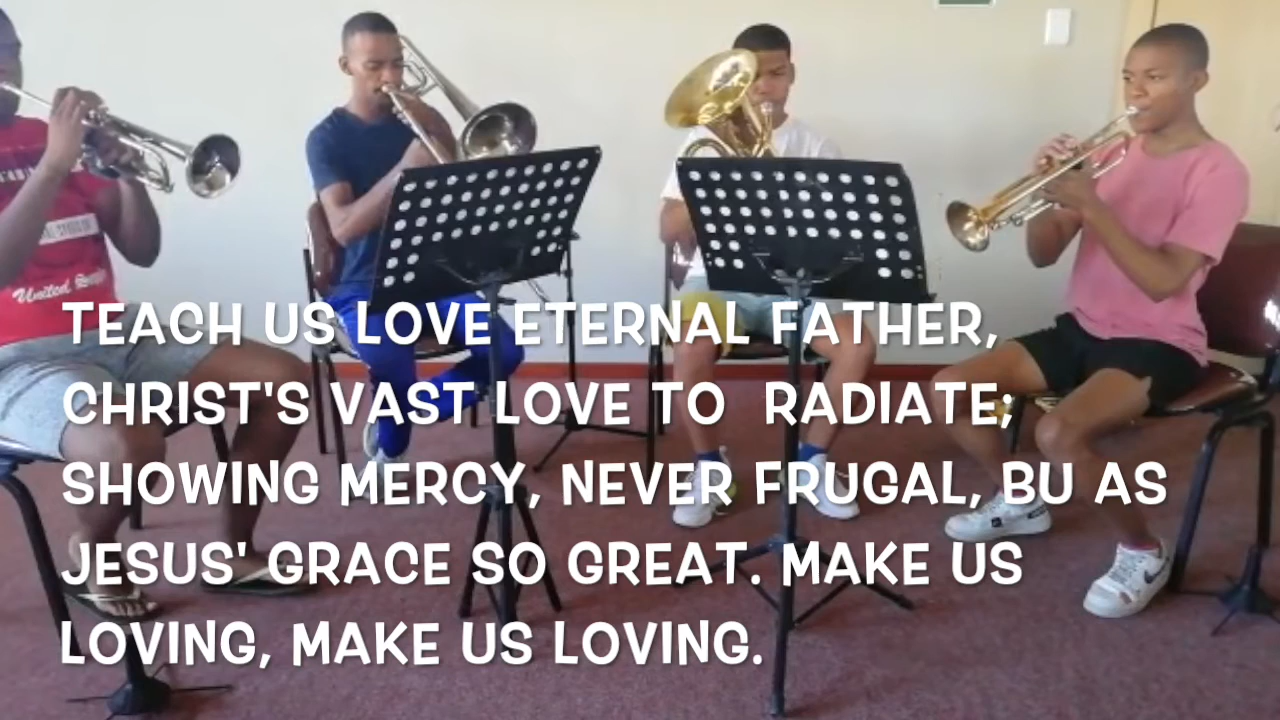 United
TEACH US LOVE ETERNAL FATHER,
CHRIST'S VAST LOVE TO RADIATE;
SHOWING MERCY, NEVER FRUGAL, BU AS
JESUS' GRACE SO GREAT. MAKE US
LOVING, MAKE US LOVING.